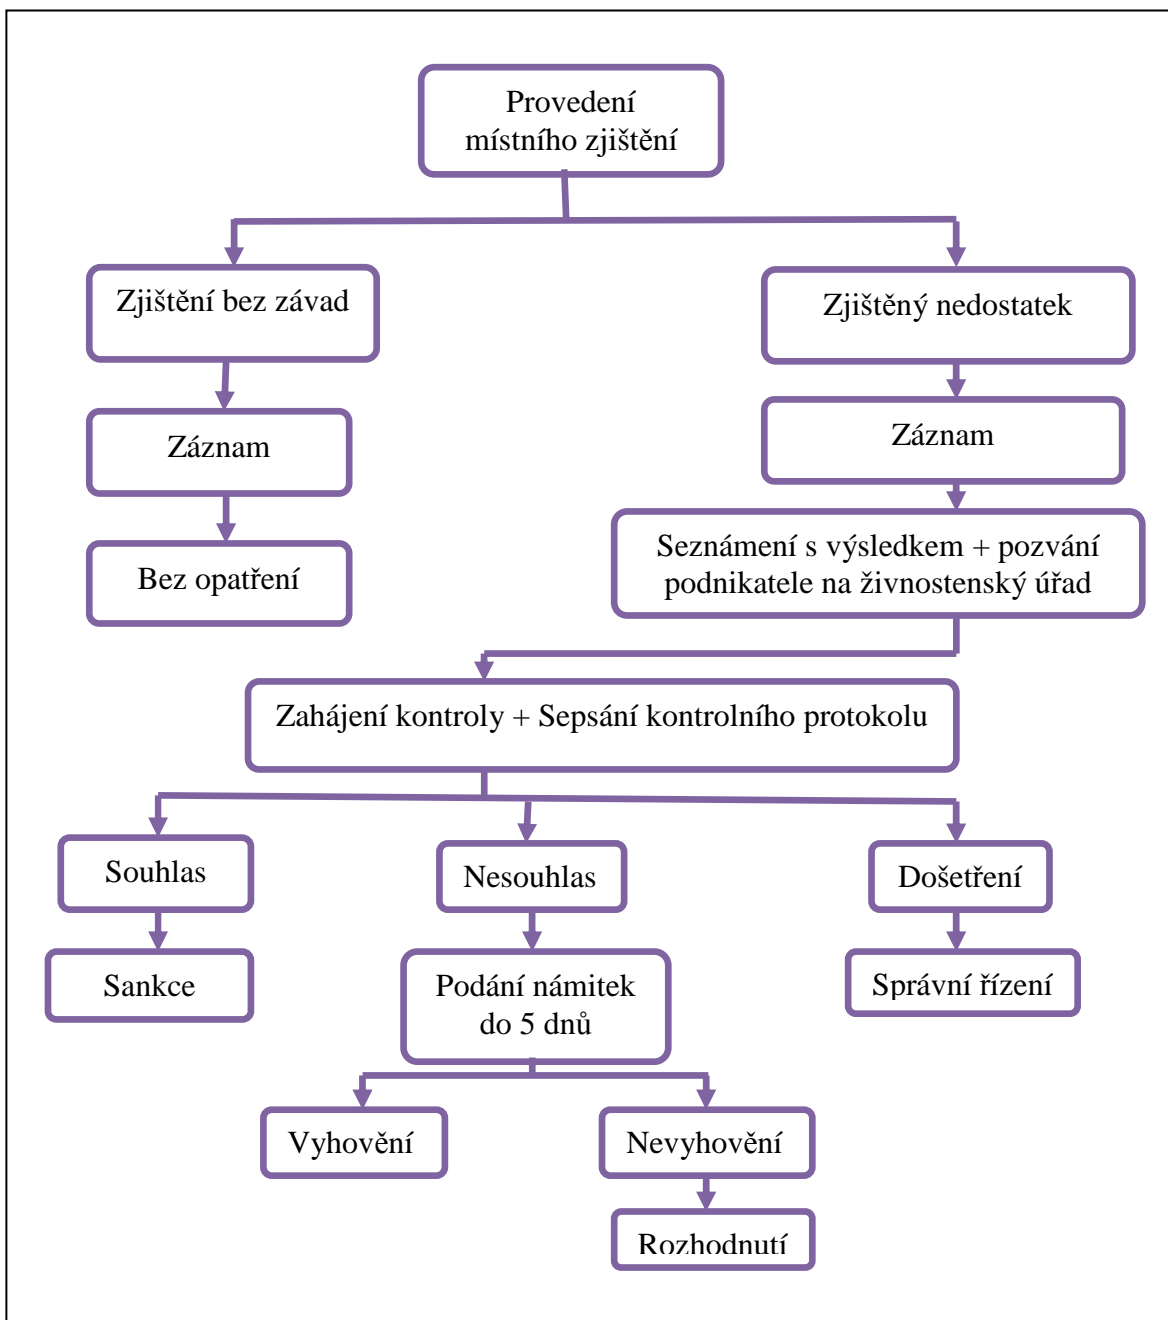 Provedení
místního zjištění
Zjištění bez závad
Zjištěný nedostatek
Záznam
Záznam
Seznámení s výsledkem + pozvání
podnikatele na živnostenský úřad
Bez opatření
Zahájení kontroly + Sepsání kontrolního protokolu
Souhlas
Nesouhlas
Došetření
Sankce
Podání námitek
do 5 dnů
Správní řízení
Vyhovění
Nevyhovění
Rozhodnutí